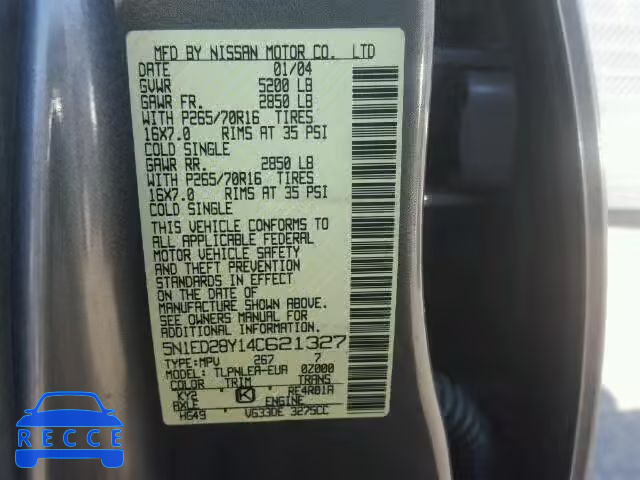 MFD BY NISSAN MOTOR CO. LTD
DATE 01/04
GVWR 5200 LB
GAWR FR. 2850 LB
WITH P265/70R16 TIRES
16X7.0 RIMS AT 35 PSI
COLD SINGLE
GAWR RR. 2850 LB
WITH P265/70R16 TIRES
16X7.0 RIMS AT 35 PSI
COLD SINGLE
THIS VEHICLE CONFORMS TO
ALL APPLICABLE FEDERAL
MOTOR VEHICLE SAFETY
AND THEFT PREVENTION
STANDARDS IN EFFECT
ON THE DATE OF
MANUFACTURE SHOWN ABOVE.
SEE OWNERS MANUAL FOR
ADDITIONAL INFORMATION.
5N1ED28Y14C621327
TYPE:MPV 267 7
MODEL: TLPNLEA-EUA 0Z000
COLOR TRIM TRANS
KY2 K RE4R01A
AXLE ENGINE
HG49 VG33DE 3275CC
RECCE